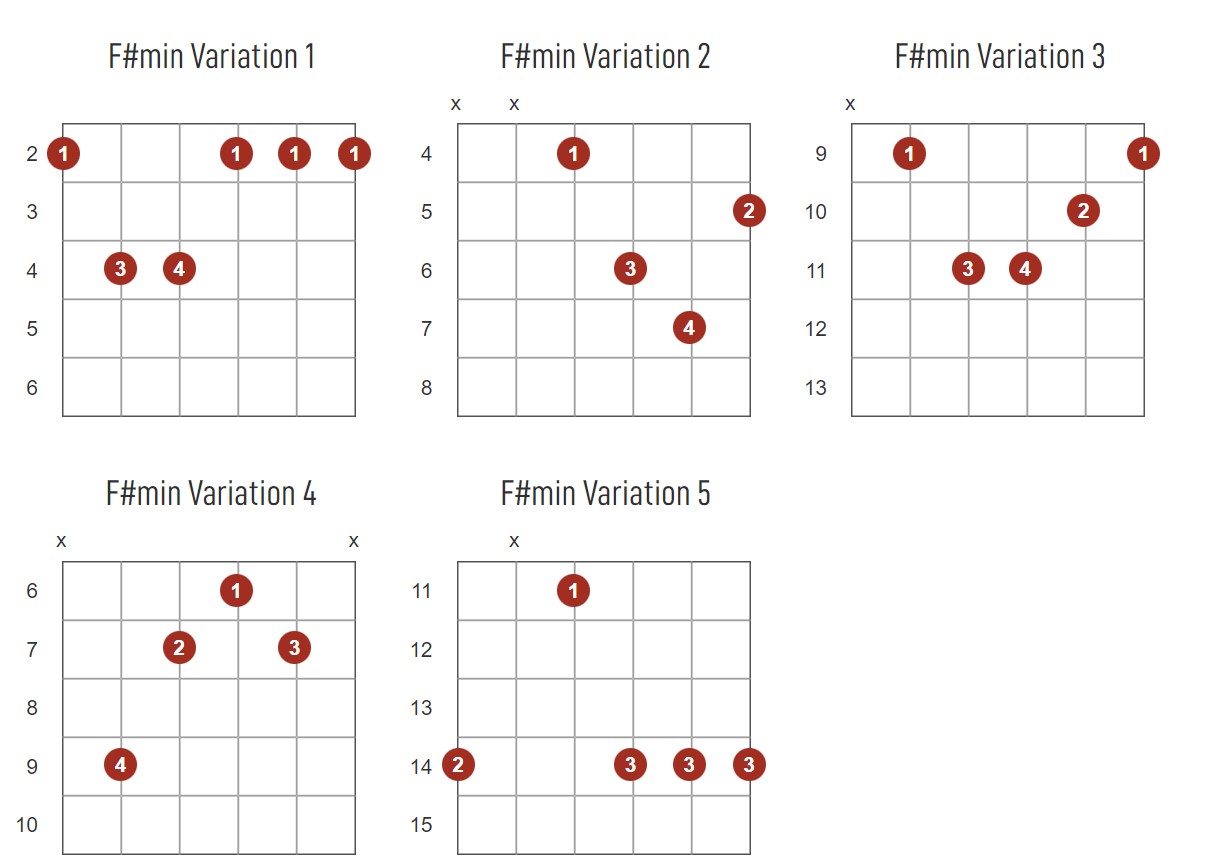 F#min Variation 1 F#min Variation 2 F#min Variation 3
x x x
2 1 1 1 1 4 1 9 1 1
3 5 2 10 2
4 3 4 6 3 11 3 4
5 7 4 12
6 8 13
F#min Variation 4 F#min Variation 5
x x x
6 1 11 1
7 2 3 12
8 13
9 4 14 2 3 3 3
10 15